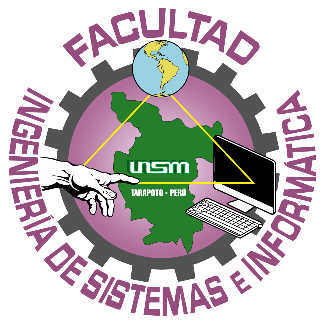 FACULTAD
INGENIERÍA DE SISTEMAS E INFORMÁTICA
UNSM
TARAPOTO - PERÚ